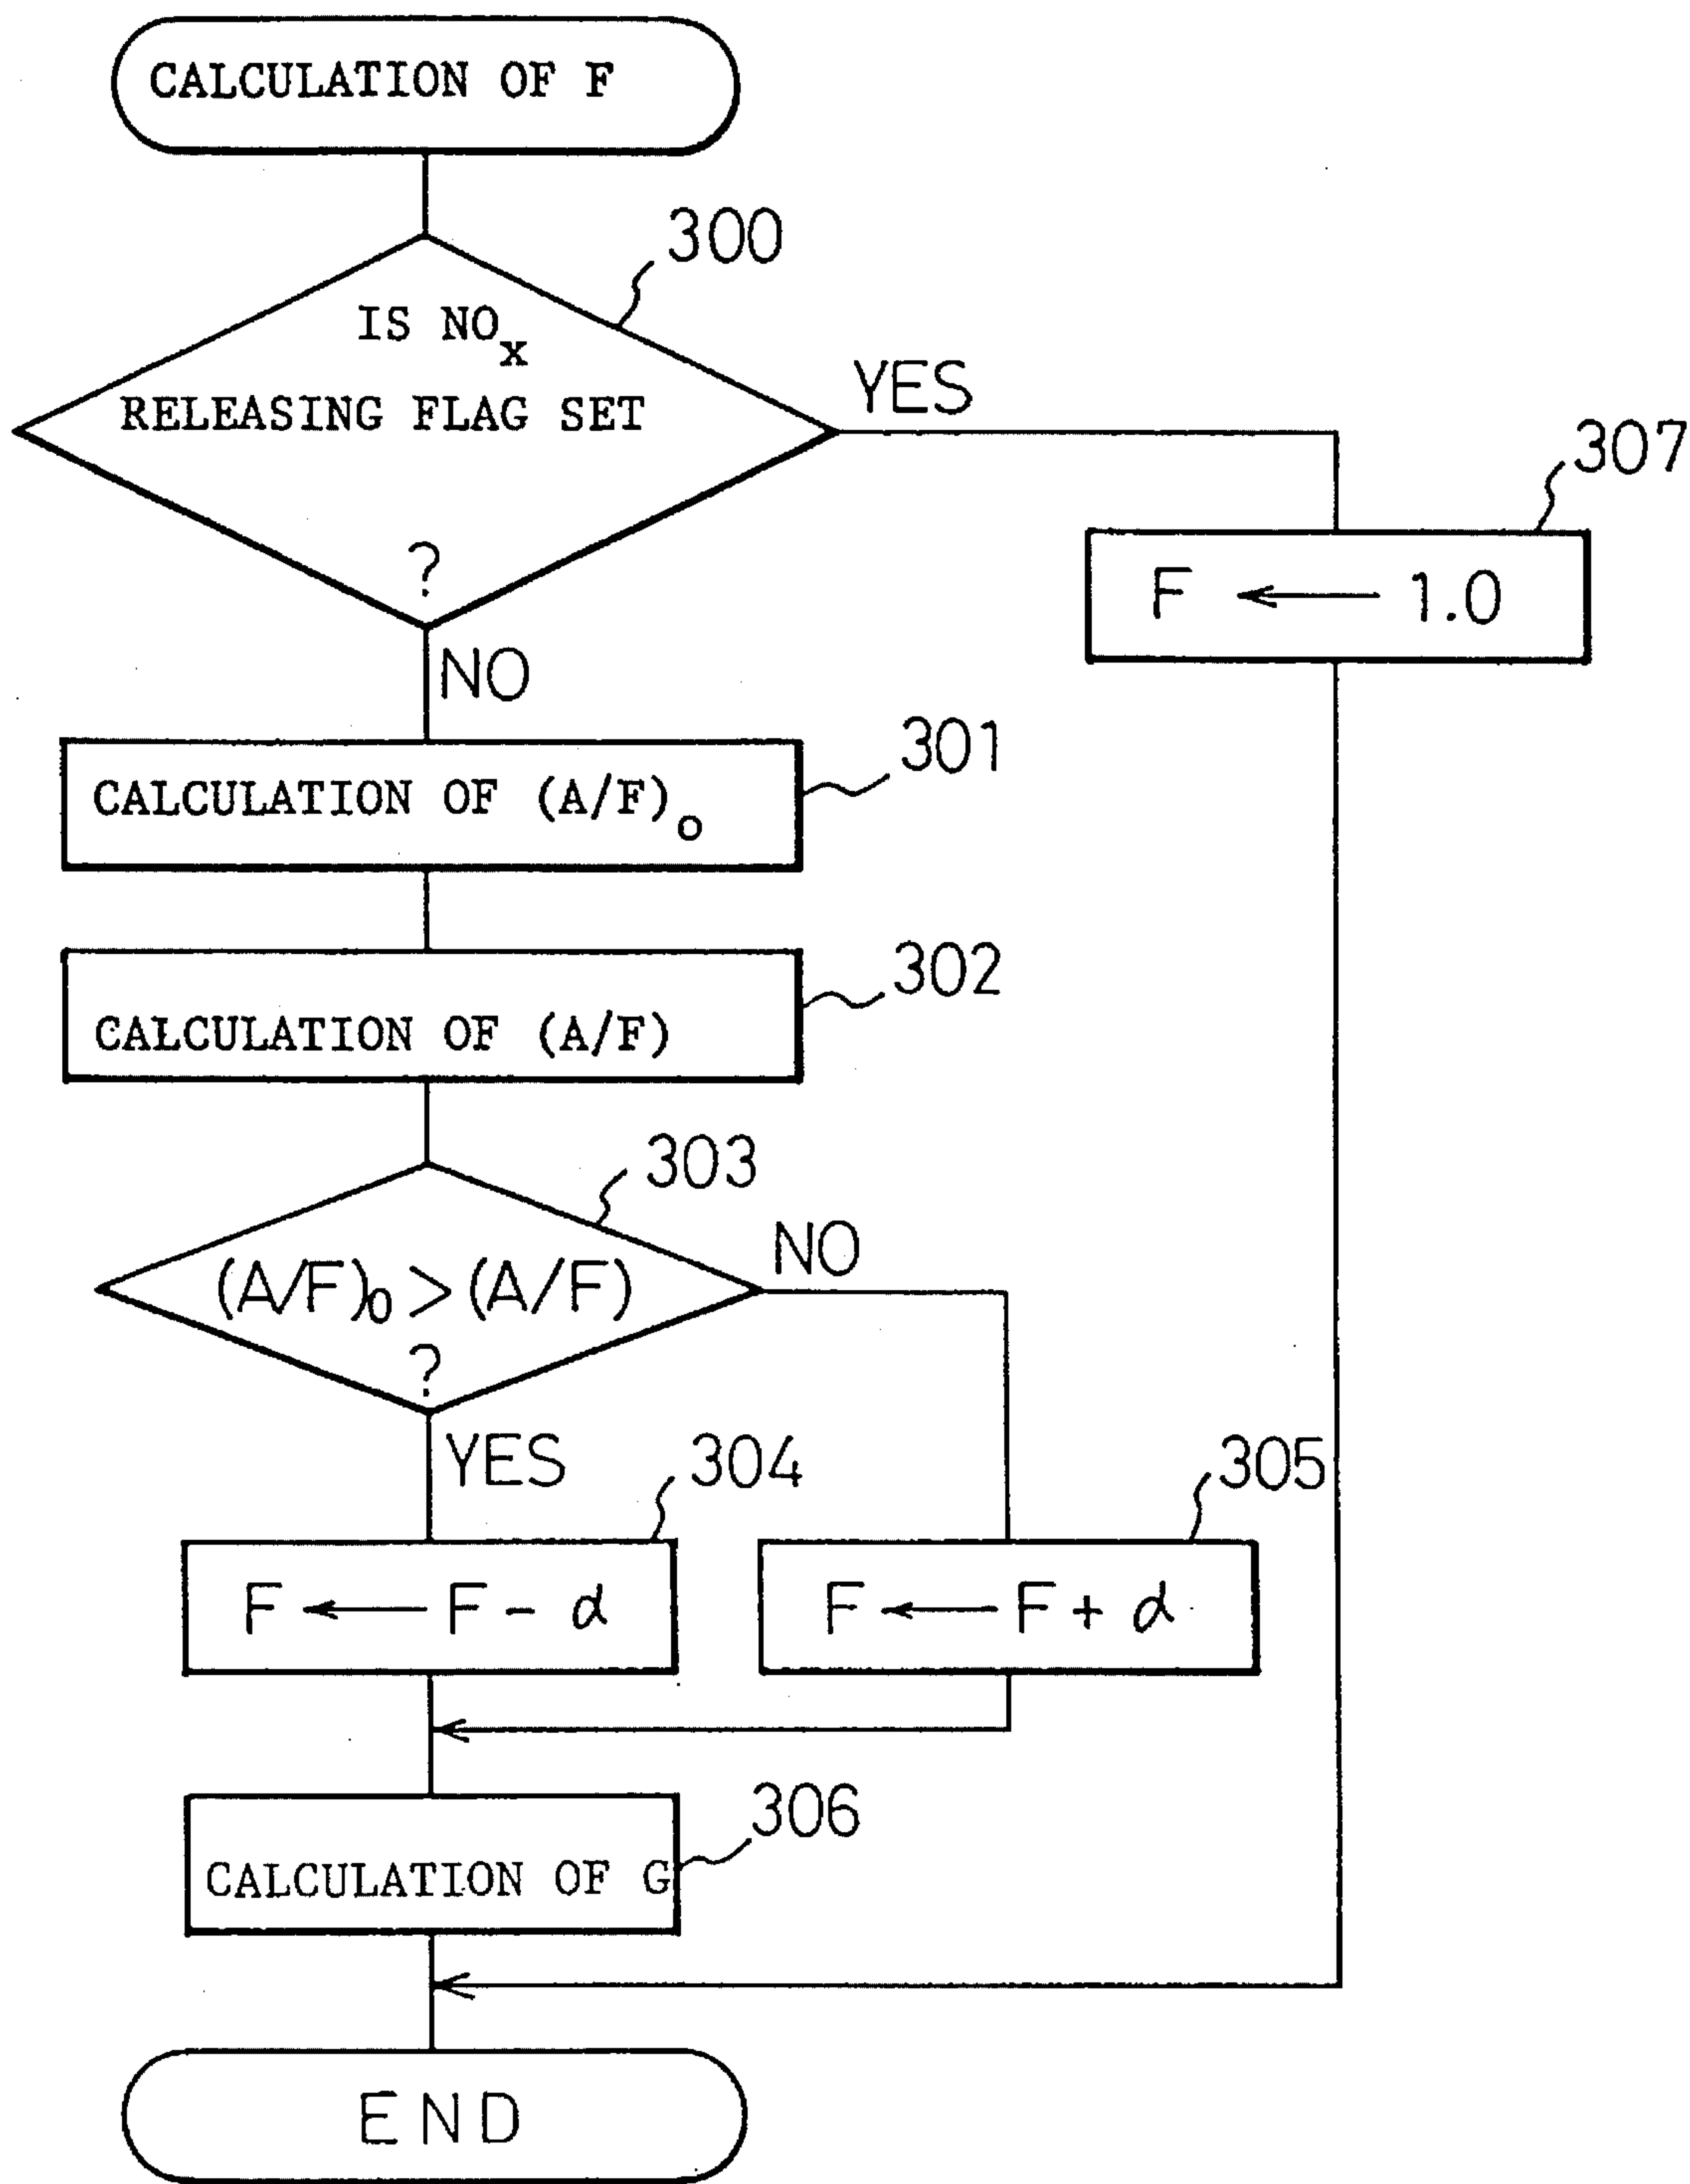 CALCULATION OF F
300
IS NOx
RELEASING FLAG SET
?
YES
307
F ← 1.0
NO
301
CALCULATION OF (A/F)o
302
CALCULATION OF (A/F)
303
(A/F)0 > (A/F)
?
NO
YES
304
305
F ← F - α
F ← F + α
306
CALCULATION OF G
END